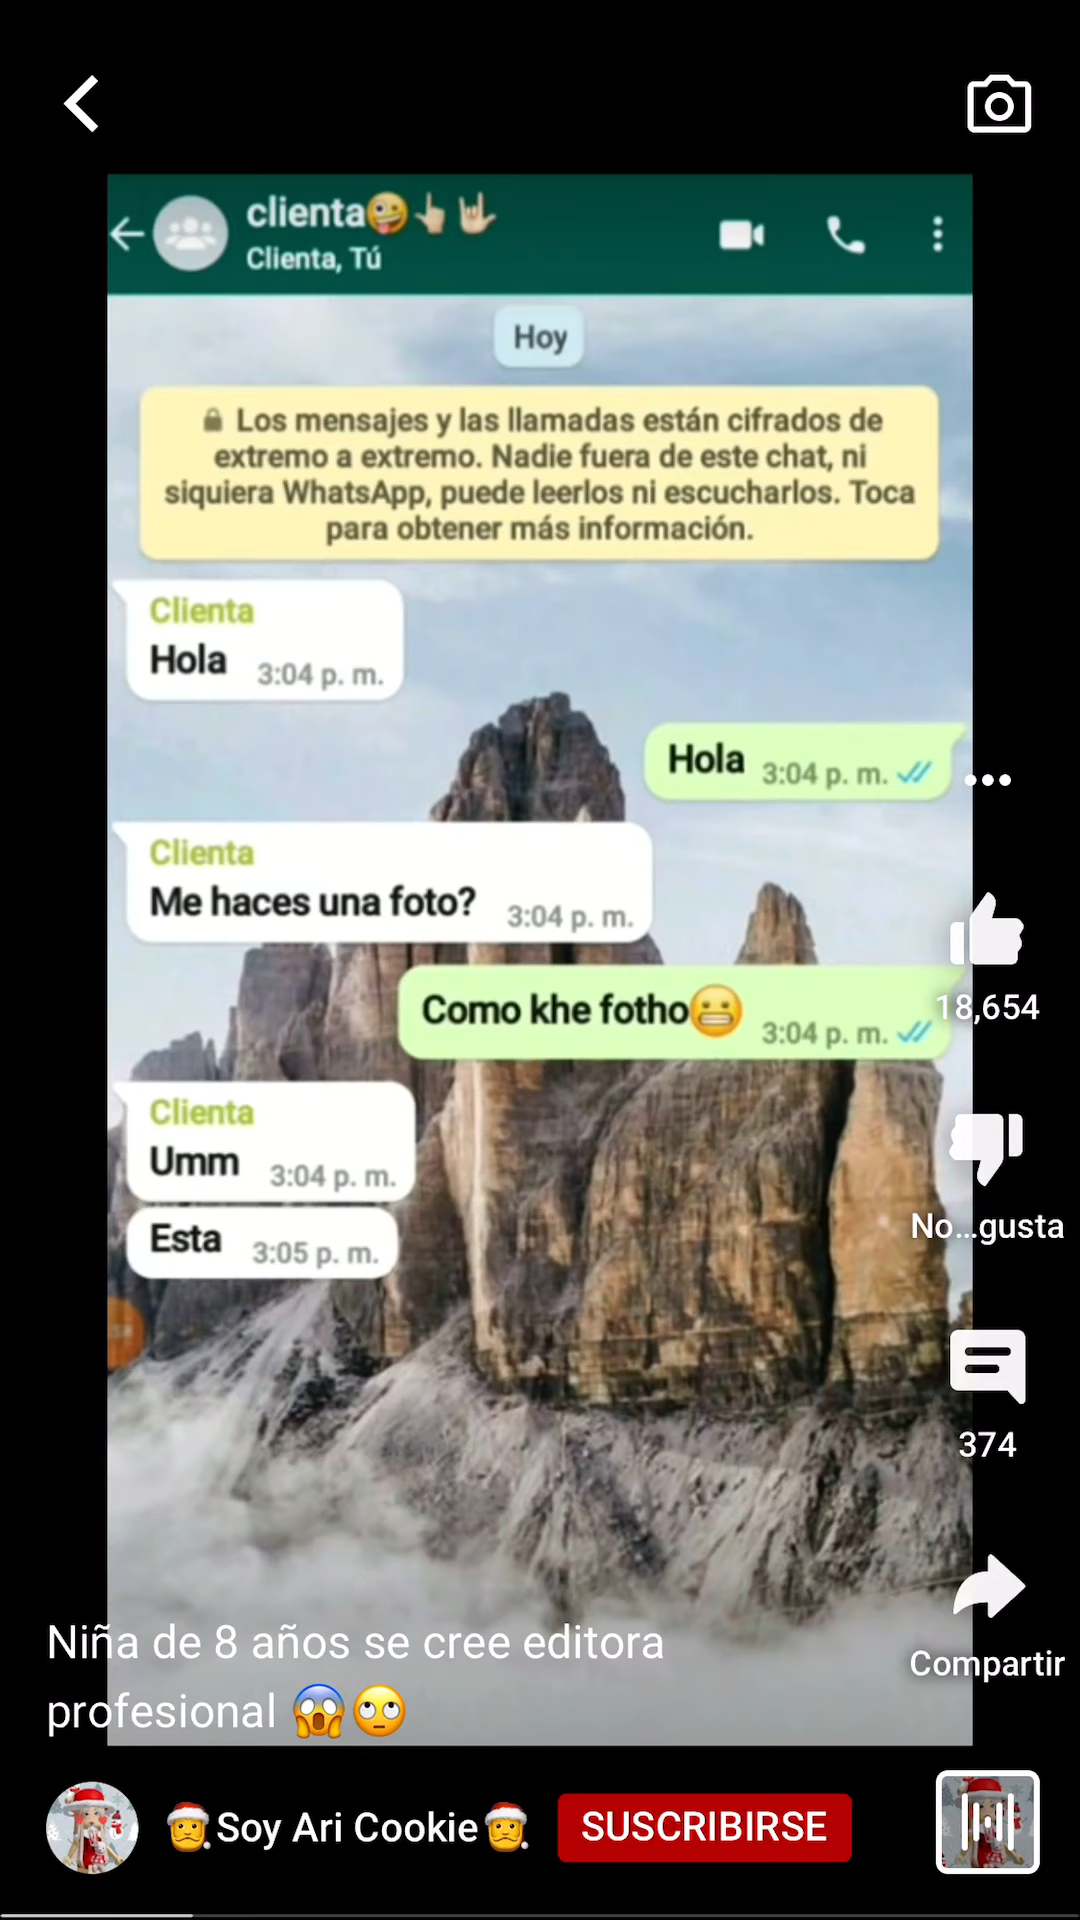 clienta🤪👆🏻🤟🏻
Clienta, Tú
Hoy
🔒 Los mensajes y las llamadas están cifrados de
extremo a extremo. Nadie fuera de este chat, ni
siquiera WhatsApp, puede leerlos ni escucharlos. Toca
para obtener más información.
Clienta
Hola 3:04 p. m.
Hola 3:04 p. m.
Clienta
Me haces una foto? 3:04 p. m.
Como khe fotho😬 3:04 p. m.
Clienta
Umm 3:04 p. m.
Esta 3:05 p. m.
18,654
No...gusta
374
Compartir
Niña de 8 años se cree editora
profesional 😱🙄
🎅Soy Ari Cookie🎅
SUSCRIBIRSE